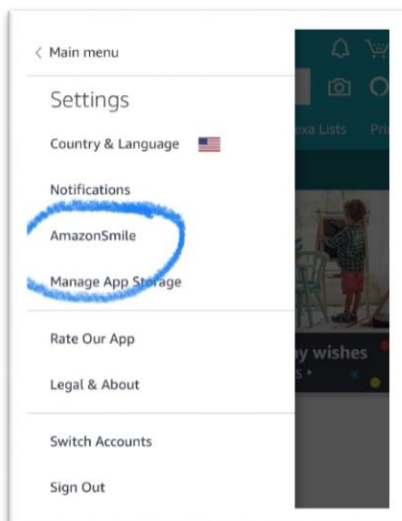 Main menu
Settings
Country & Language
Notifications
AmazonSmile
Manage App Storage
Rate Our App
Legal & About
Switch Accounts
Sign Out
Lists
wishes